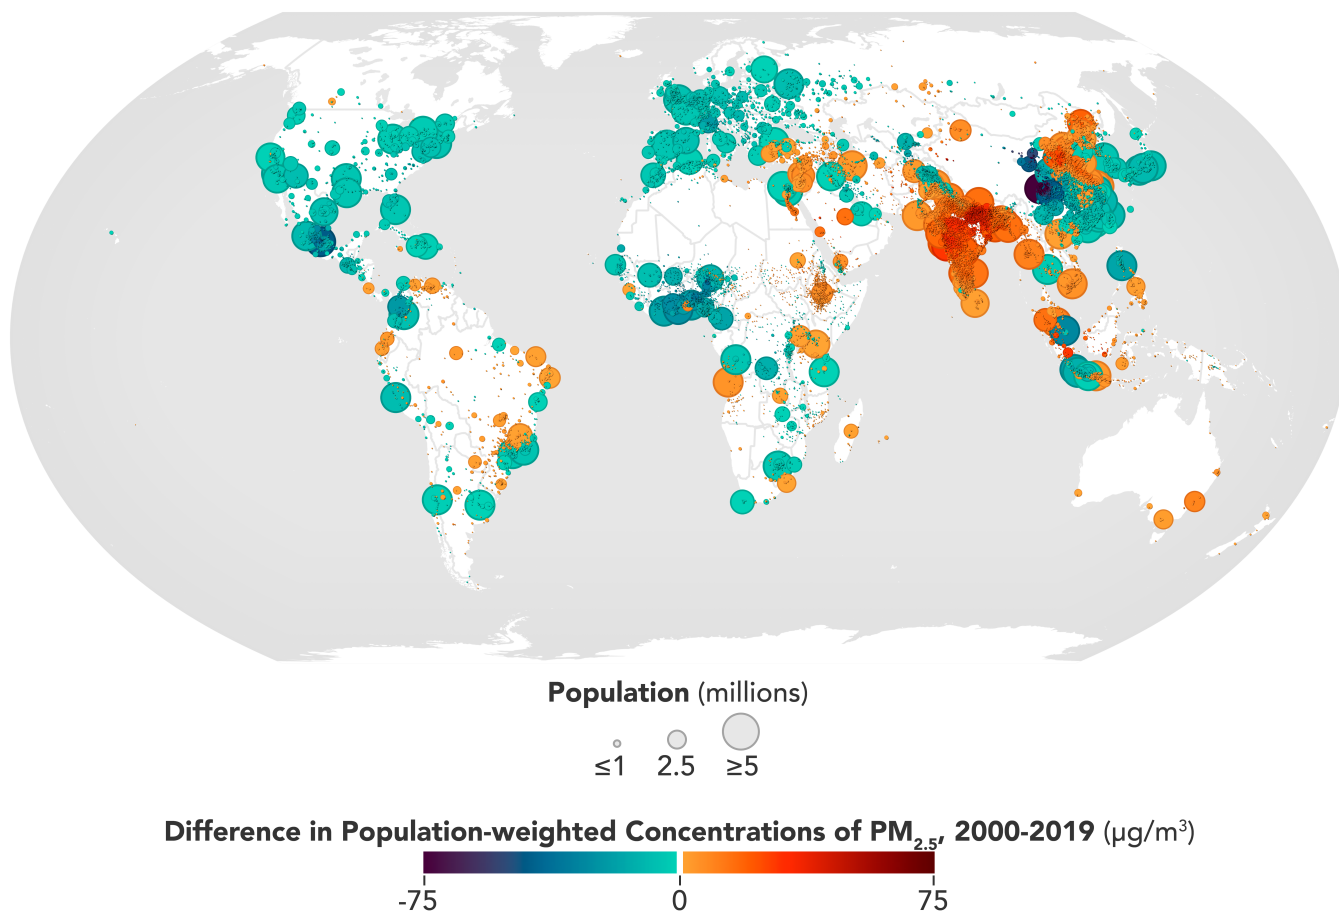 Population (millions)
≤1 2.5 ≥5
Difference in Population-weighted Concentrations of PM2.5, 2000-2019 (µg/m³)
-75 0 75